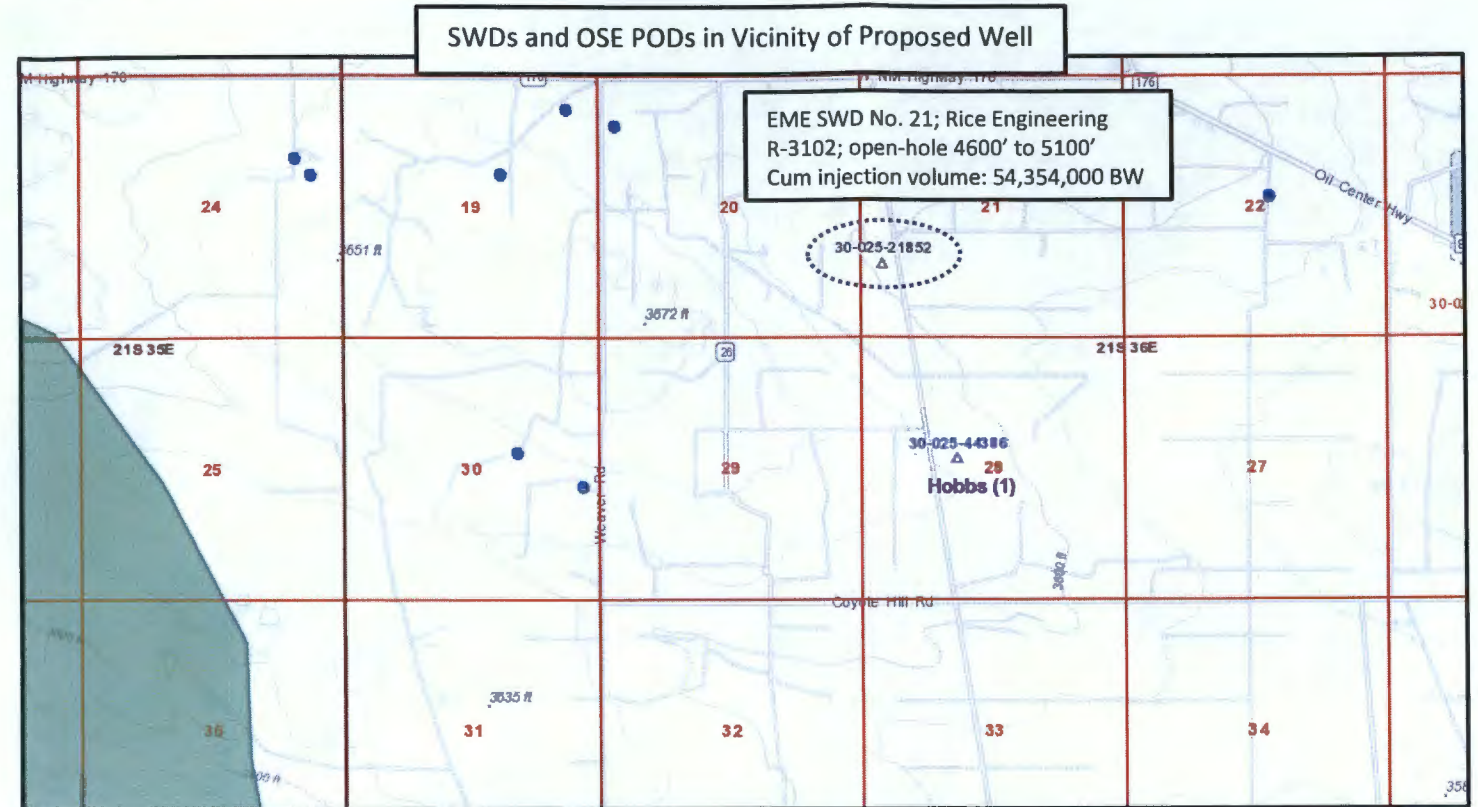 SWDs and OSE PODs in Vicinity of Proposed Well
176
EME SWD No. 21; Rice Engineering
R-3102; open-hole 4600' to 5100'
Cum injection volume: 54,354,000 BW
Oil Center Hwy
24
19
20
21
22
30-025-21852
3651 ft
3672 ft
21S 35E
26
21S 36E
30-025-44386
25
30
29
28
27
Hobbs (1)
Weaver Rd
Coyote Hill Rd
3635 ft
36
31
32
33
34